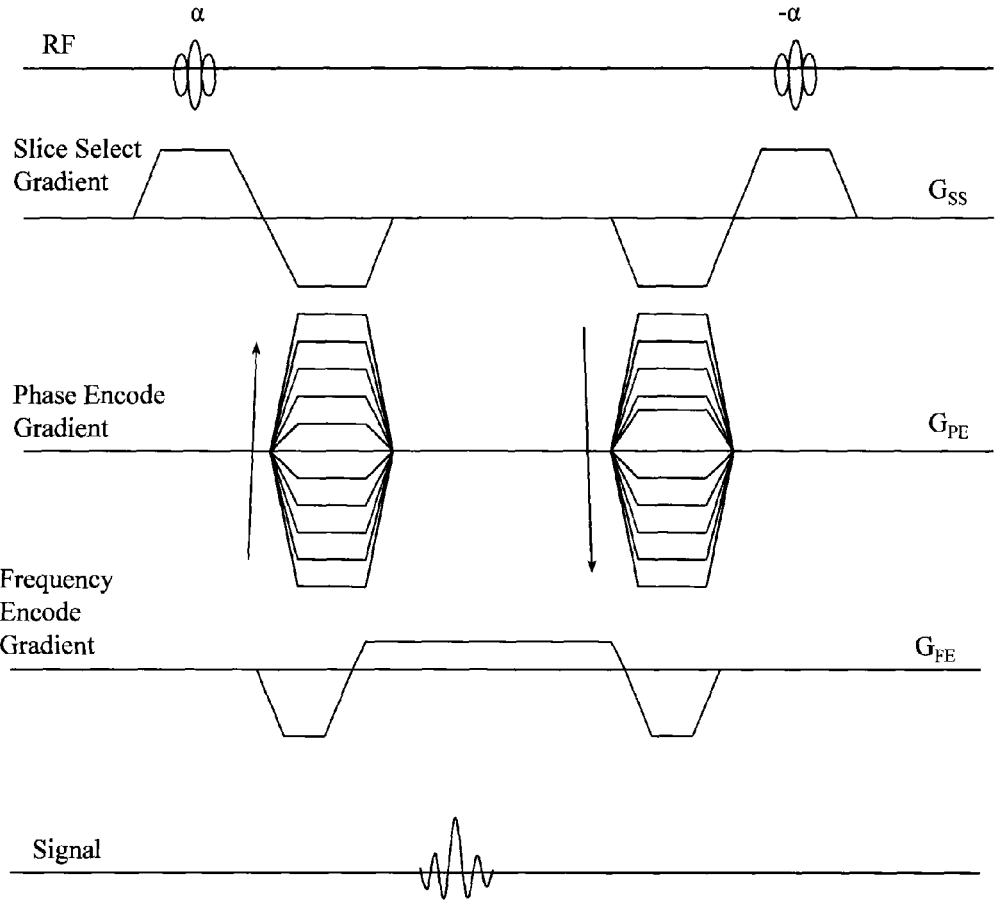 α
-α
RF
Slice Select
Gradient
G_SS
Phase Encode
Gradient
G_PE
Frequency
Encode
Gradient
G_FE
Signal